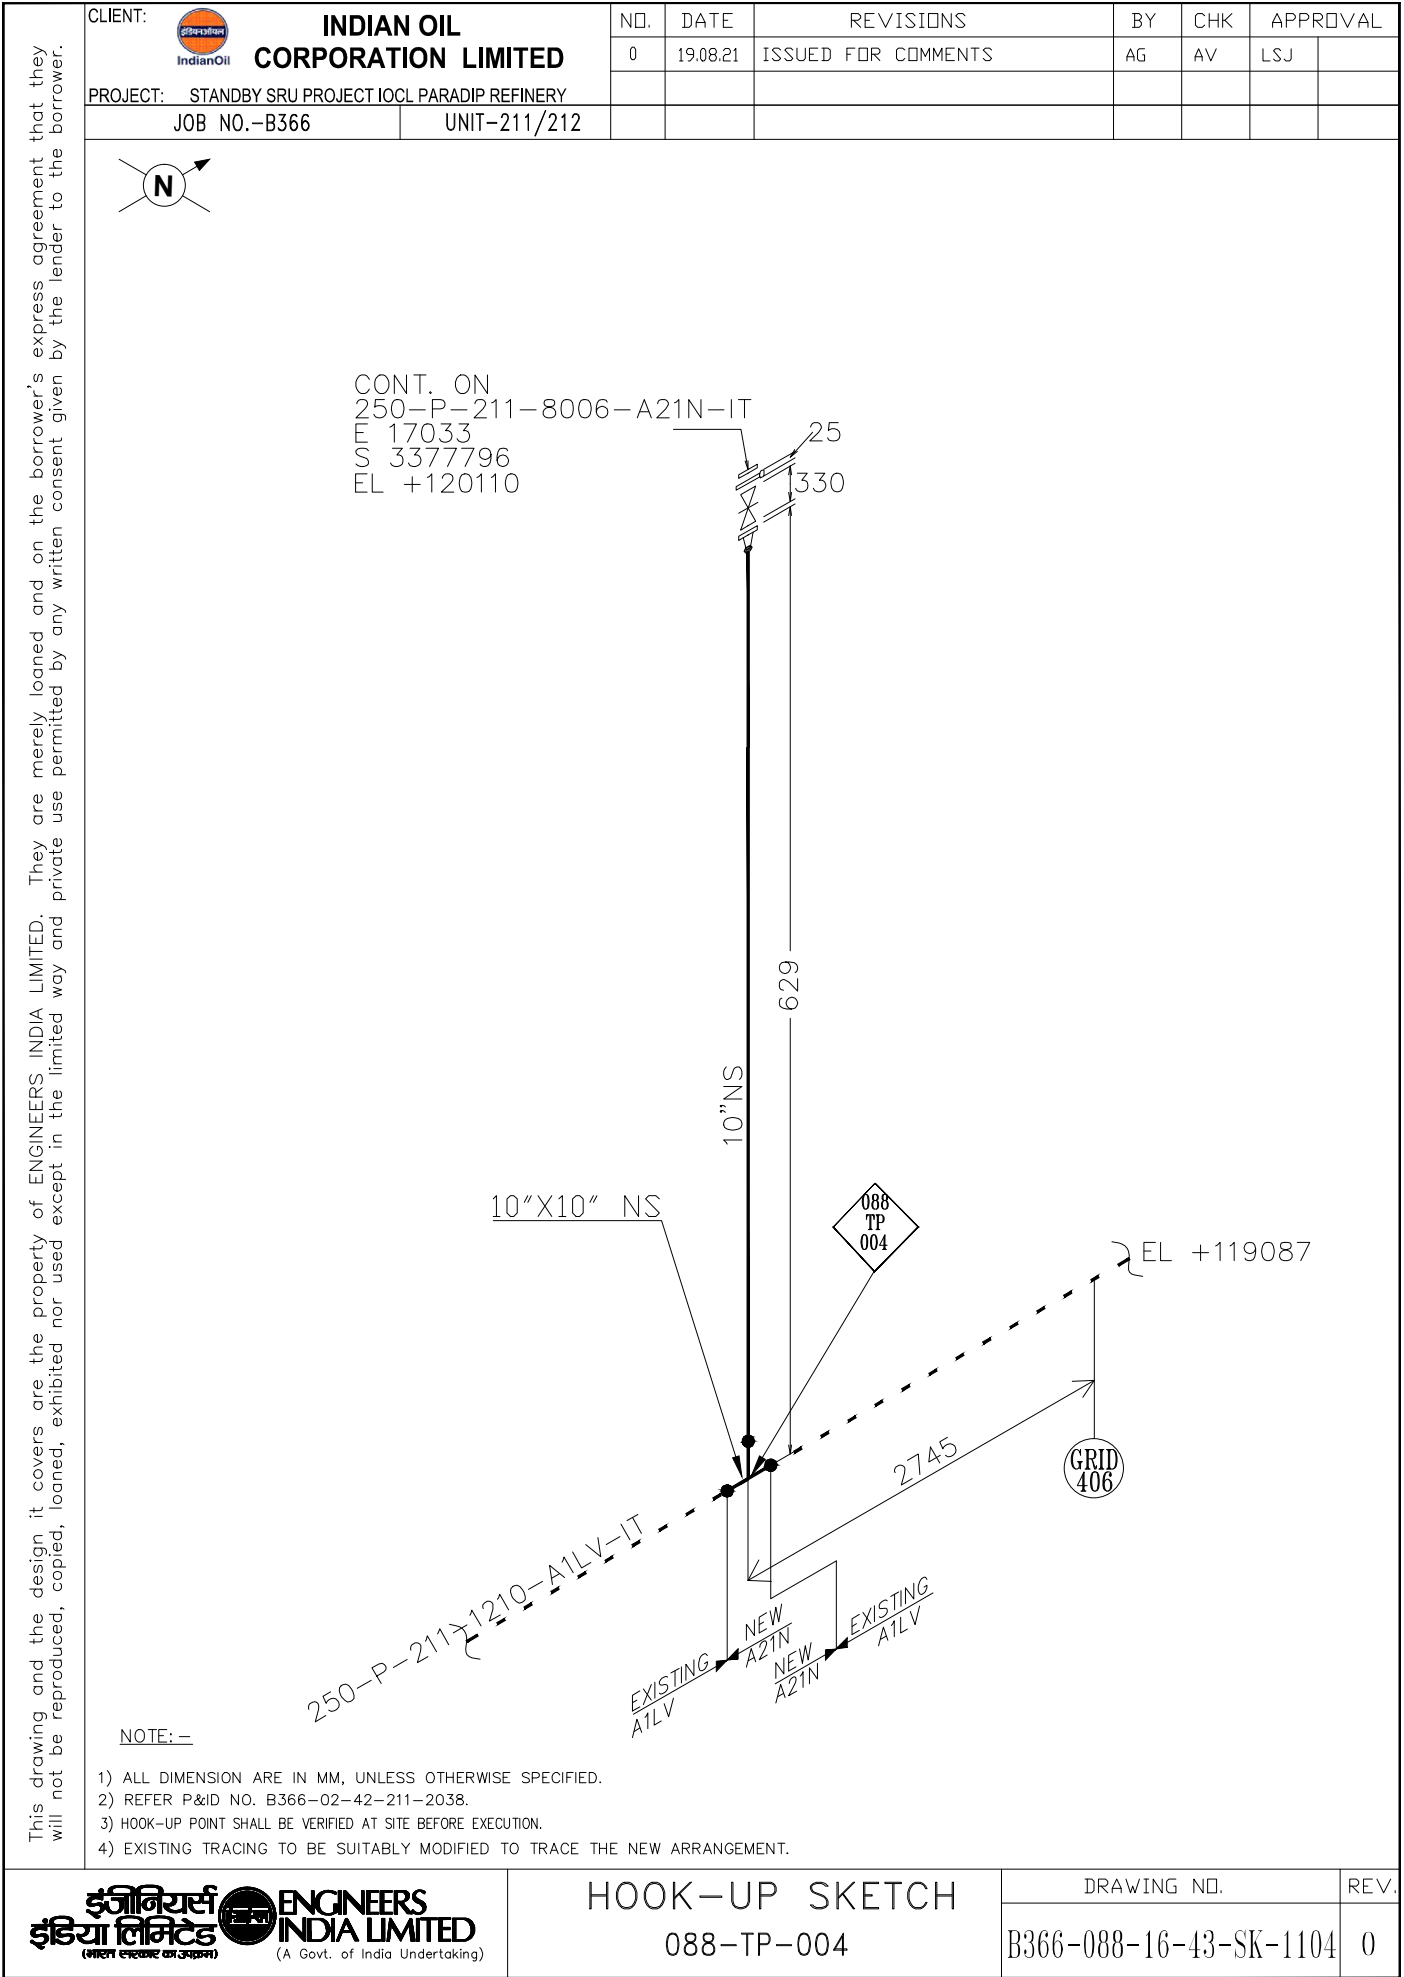 CLIENT:
इंडियनऑयल
IndianOil
INDIAN OIL
CORPORATION LIMITED
PROJECT: STANDBY SRU PROJECT IOCL PARADIP REFINERY
JOB NO.-B366 UNIT-211/212
NO. DATE REVISIONS BY CHK APPROVAL
0 19.08.21 ISSUED FOR COMMENTS AG AV LSJ
This drawing and the design it covers are the property of ENGINEERS INDIA LIMITED. They are merely loaned and on the borrower's express agreement that they
will not be reproduced, copied, loaned, exhibited nor used except in the limited way and private use permitted by any written consent given by the lender to the borrower.
N
CONT. ON
250-P-211-8006-A21N-IT
E 17033
S 3377796
EL +120110
25
330
629
10"NS
10"X10" NS
088
TP
004
EL +119087
2745
GRID
406
250-P-211-1210-A1LV-IT
EXISTING
A1LV
NEW
A21N
NEW
A21N
EXISTING
A1LV
NOTE:-
1) ALL DIMENSION ARE IN MM, UNLESS OTHERWISE SPECIFIED.
2) REFER P&ID NO. B366-02-42-211-2038.
3) HOOK-UP POINT SHALL BE VERIFIED AT SITE BEFORE EXECUTION.
4) EXISTING TRACING TO BE SUITABLY MODIFIED TO TRACE THE NEW ARRANGEMENT.
इंजीनियर्स
इंडिया लिमिटेड
(भारत सरकार का उपक्रम)
ENGINEERS
INDIA LIMITED
(A Govt. of India Undertaking)
HOOK-UP SKETCH
088-TP-004
DRAWING NO. REV.
B366-088-16-43-SK-1104 0